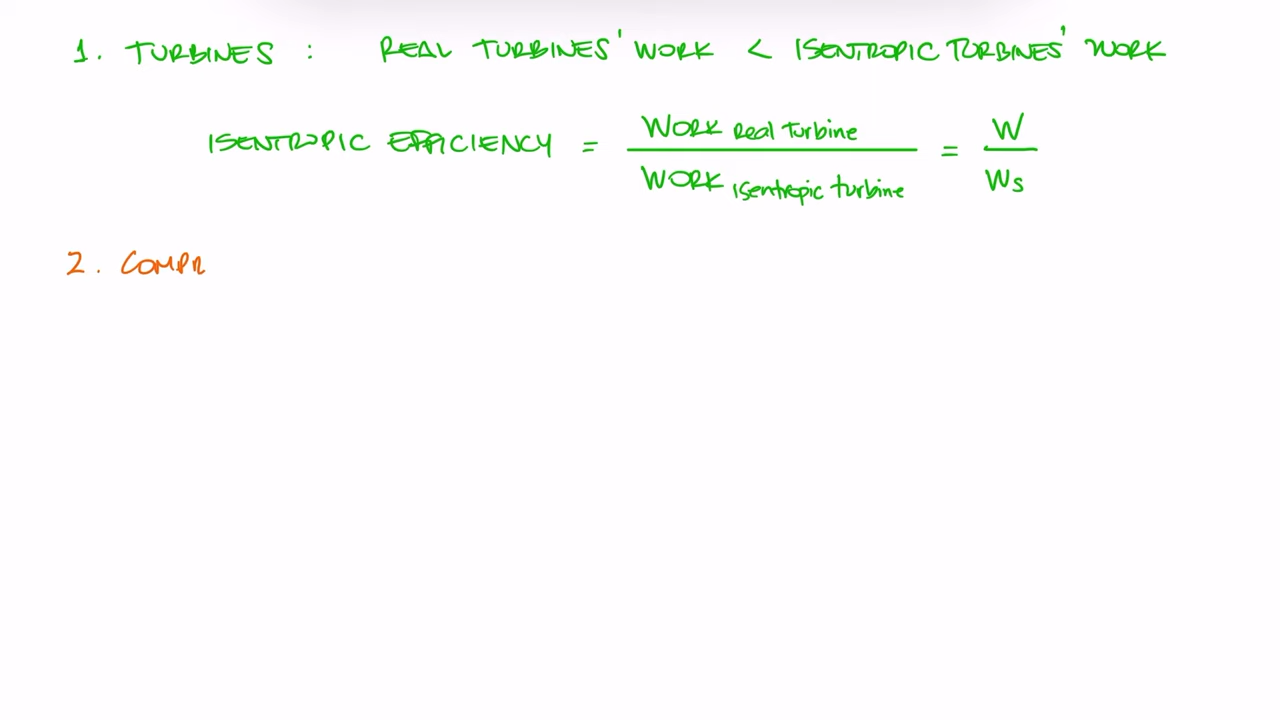 1. TURBINES : REAL TURBINES' WORK < ISENTROPIC TURBINES' WORK
ISENTROPIC EFFICIENCY = WORK Real turbine / WORK isentropic turbine = W / Ws
2. COMPR